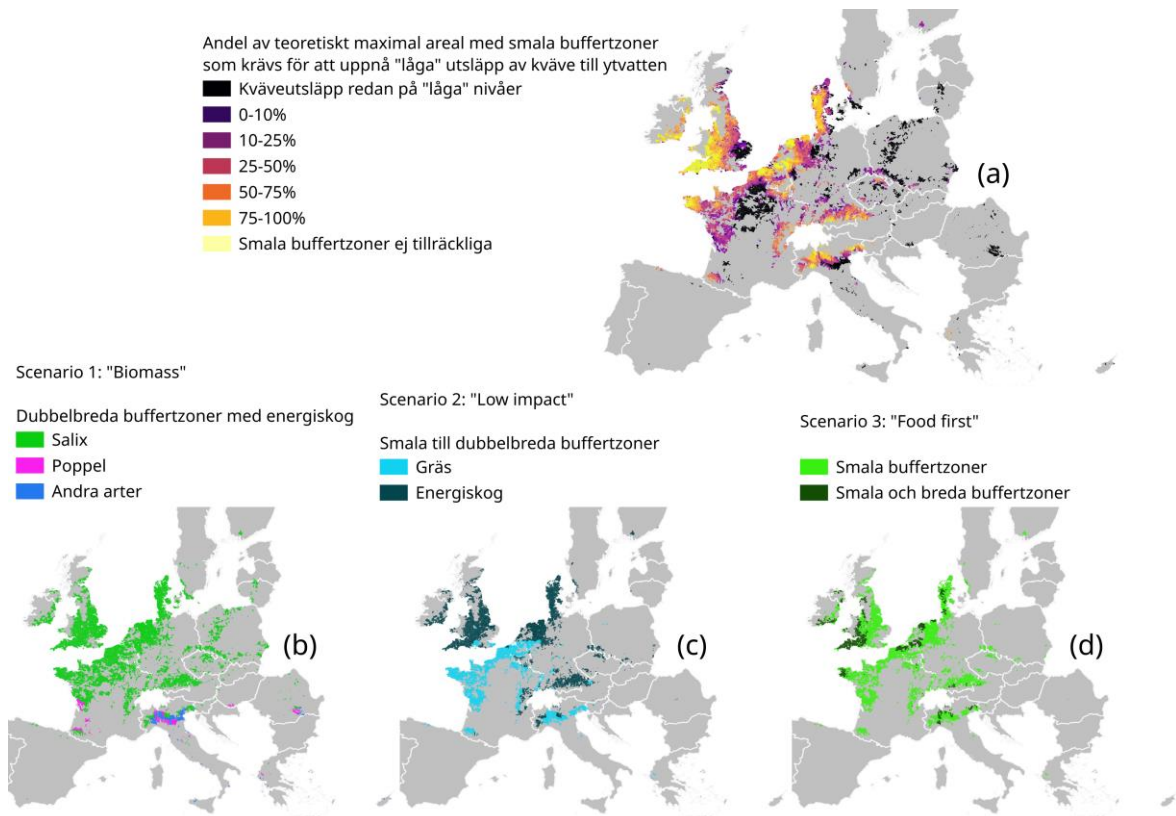 Andel av teoretiskt maximal areal med smala buffertzoner
som krävs för att uppnå "låga" utsläpp av kväve till ytvatten
Kväveutsläpp redan på "låga" nivåer
0-10%
10-25%
25-50%
50-75%
75-100%
Smala buffertzoner ej tillräckliga
(a)
Scenario 1: "Biomass"
Dubbelbreda buffertzoner med energiskog
Salix
Poppel
Andra arter
(b)
Scenario 2: "Low impact"
Smala till dubbelbreda buffertzoner
Gräs
Energiskog
(c)
Scenario 3: "Food first"
Smala buffertzoner
Smala och breda buffertzoner
(d)